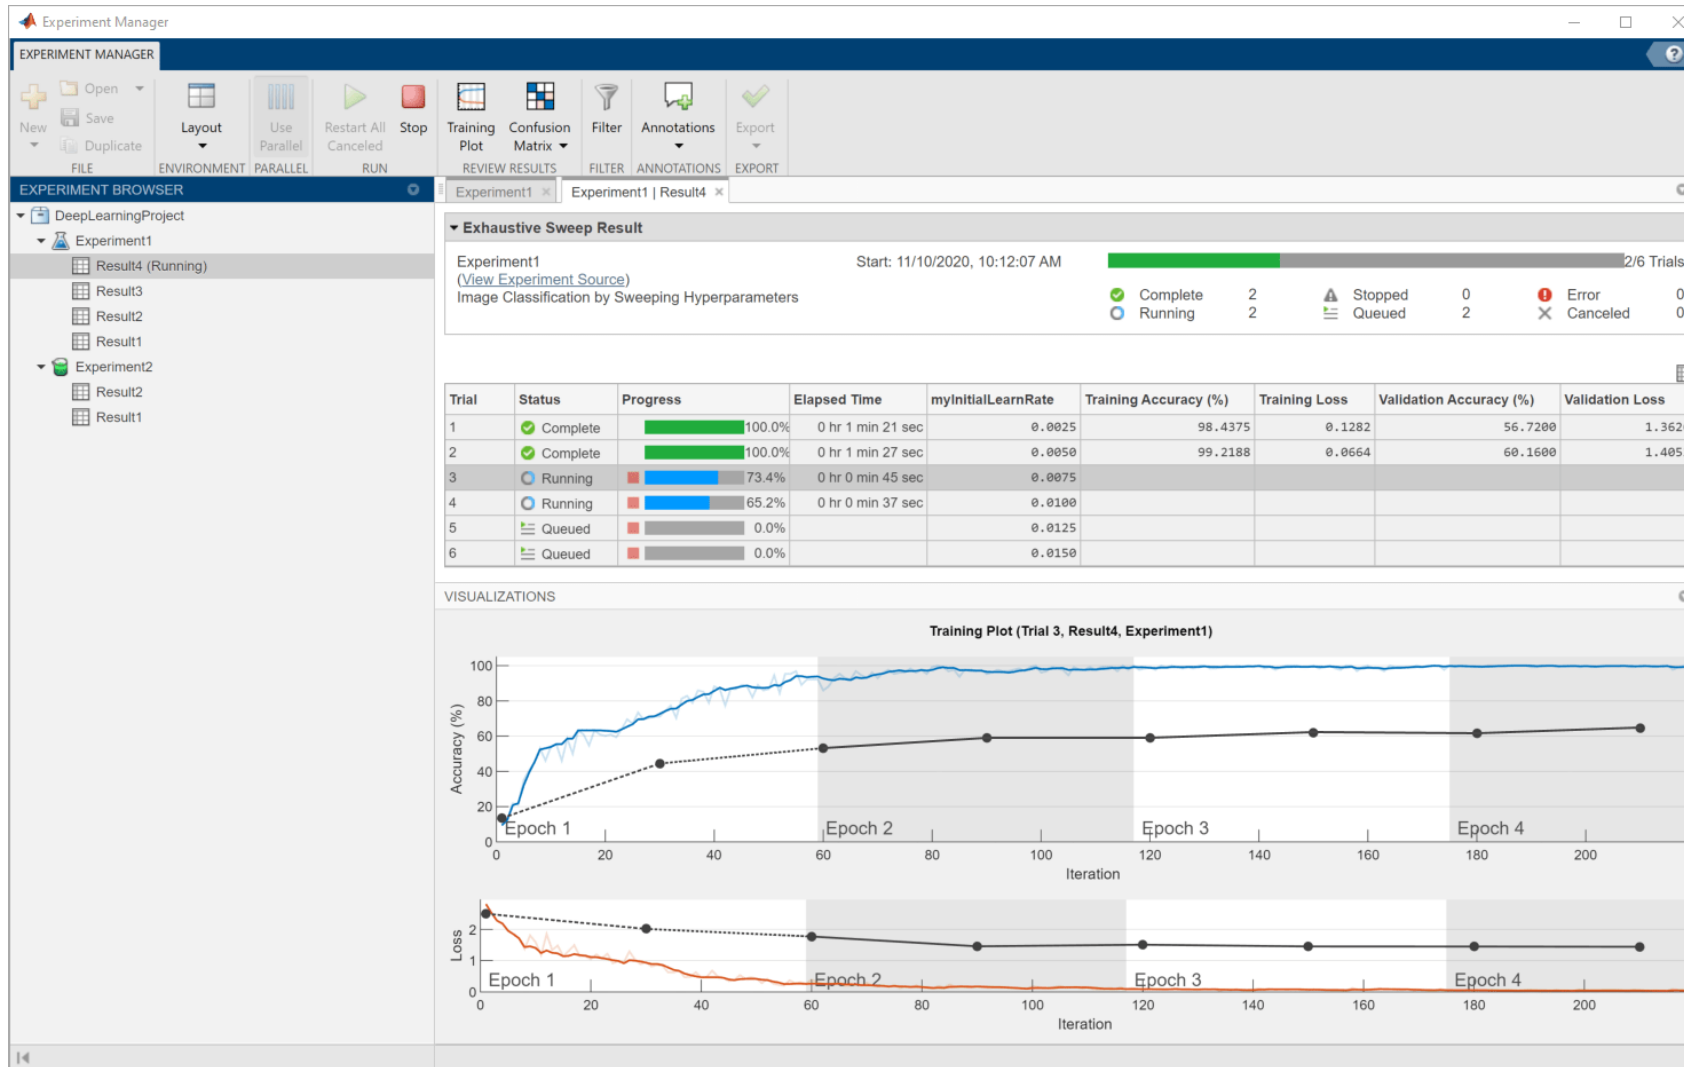 Experiment Manager
EXPERIMENT MANAGER
?
New
Open
Save
Duplicate
FILE
Layout
ENVIRONMENT
Use
Parallel
PARALLEL
Restart All
Canceled
Stop
RUN
Training
Plot
Confusion
Matrix
REVIEW RESULTS
Filter
FILTER
Annotations
ANNOTATIONS
Export
EXPORT
EXPERIMENT BROWSER
DeepLearningProject
Experiment1
Result4 (Running)
Result3
Result2
Result1
Experiment2
Result2
Result1
Experiment1 × Experiment1 | Result4 ×
Exhaustive Sweep Result
Experiment1
(View Experiment Source)
Image Classification by Sweeping Hyperparameters
Start: 11/10/2020, 10:12:07 AM
2/6 Trials
Complete 2 Stopped 0 Error 0
Running 2 Queued 2 Canceled 0
Trial Status Progress Elapsed Time myInitialLearnRate Training Accuracy (%) Training Loss Validation Accuracy (%) Validation Loss
1 Complete 100.0% 0 hr 1 min 21 sec 0.0025 98.4375 0.1282 56.7200 1.362
2 Complete 100.0% 0 hr 1 min 27 sec 0.0050 99.2188 0.0664 60.1600 1.405
3 Running 73.4% 0 hr 0 min 45 sec 0.0075
4 Running 65.2% 0 hr 0 min 37 sec 0.0100
5 Queued 0.0% 0.0125
6 Queued 0.0% 0.0150
VISUALIZATIONS
Training Plot (Trial 3, Result4, Experiment1)
Accuracy (%)
100
80
60
40
20
0
Epoch 1 Epoch 2 Epoch 3 Epoch 4
0 20 40 60 80 100 120 140 160 180 200
Iteration
Loss
2
1
0
Epoch 1 Epoch 2 Epoch 3 Epoch 4
0 20 40 60 80 100 120 140 160 180 200
Iteration